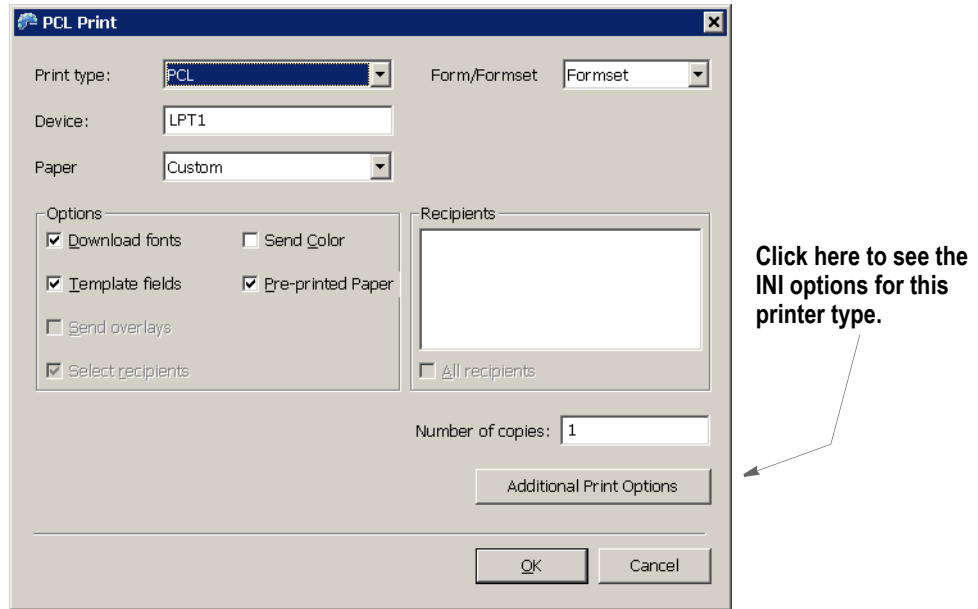 PCL Print
Print type: PCL Form/Formset Formset
Device: LPT1
Paper Custom
Options
Download fonts Send Color
Template fields Pre-printed Paper
Send overlays
Select recipients
Recipients
All recipients
Number of copies: 1
Additional Print Options
OK Cancel
Click here to see the
INI options for this
printer type.